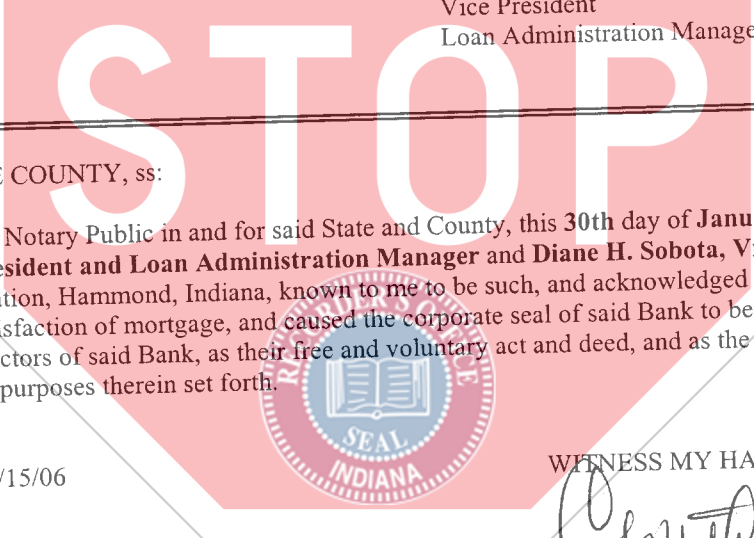 Vice President
Loan Administration Manage
STOP
E COUNTY, ss:
Notary Public in and for said State and County, this 30th day of Janu
esident and Loan Administration Manager and Diane H. Sobota, V
ation, Hammond, Indiana, known to me to be such, and acknowledged
isfaction of mortgage, and caused the corporate seal of said Bank to be
ctors of said Bank, as their free and voluntary act and deed, and as the
purposes therein set forth.
RECORDER'S OFFICE
SEAL
INDIANA
/15/06
WITNESS MY HA